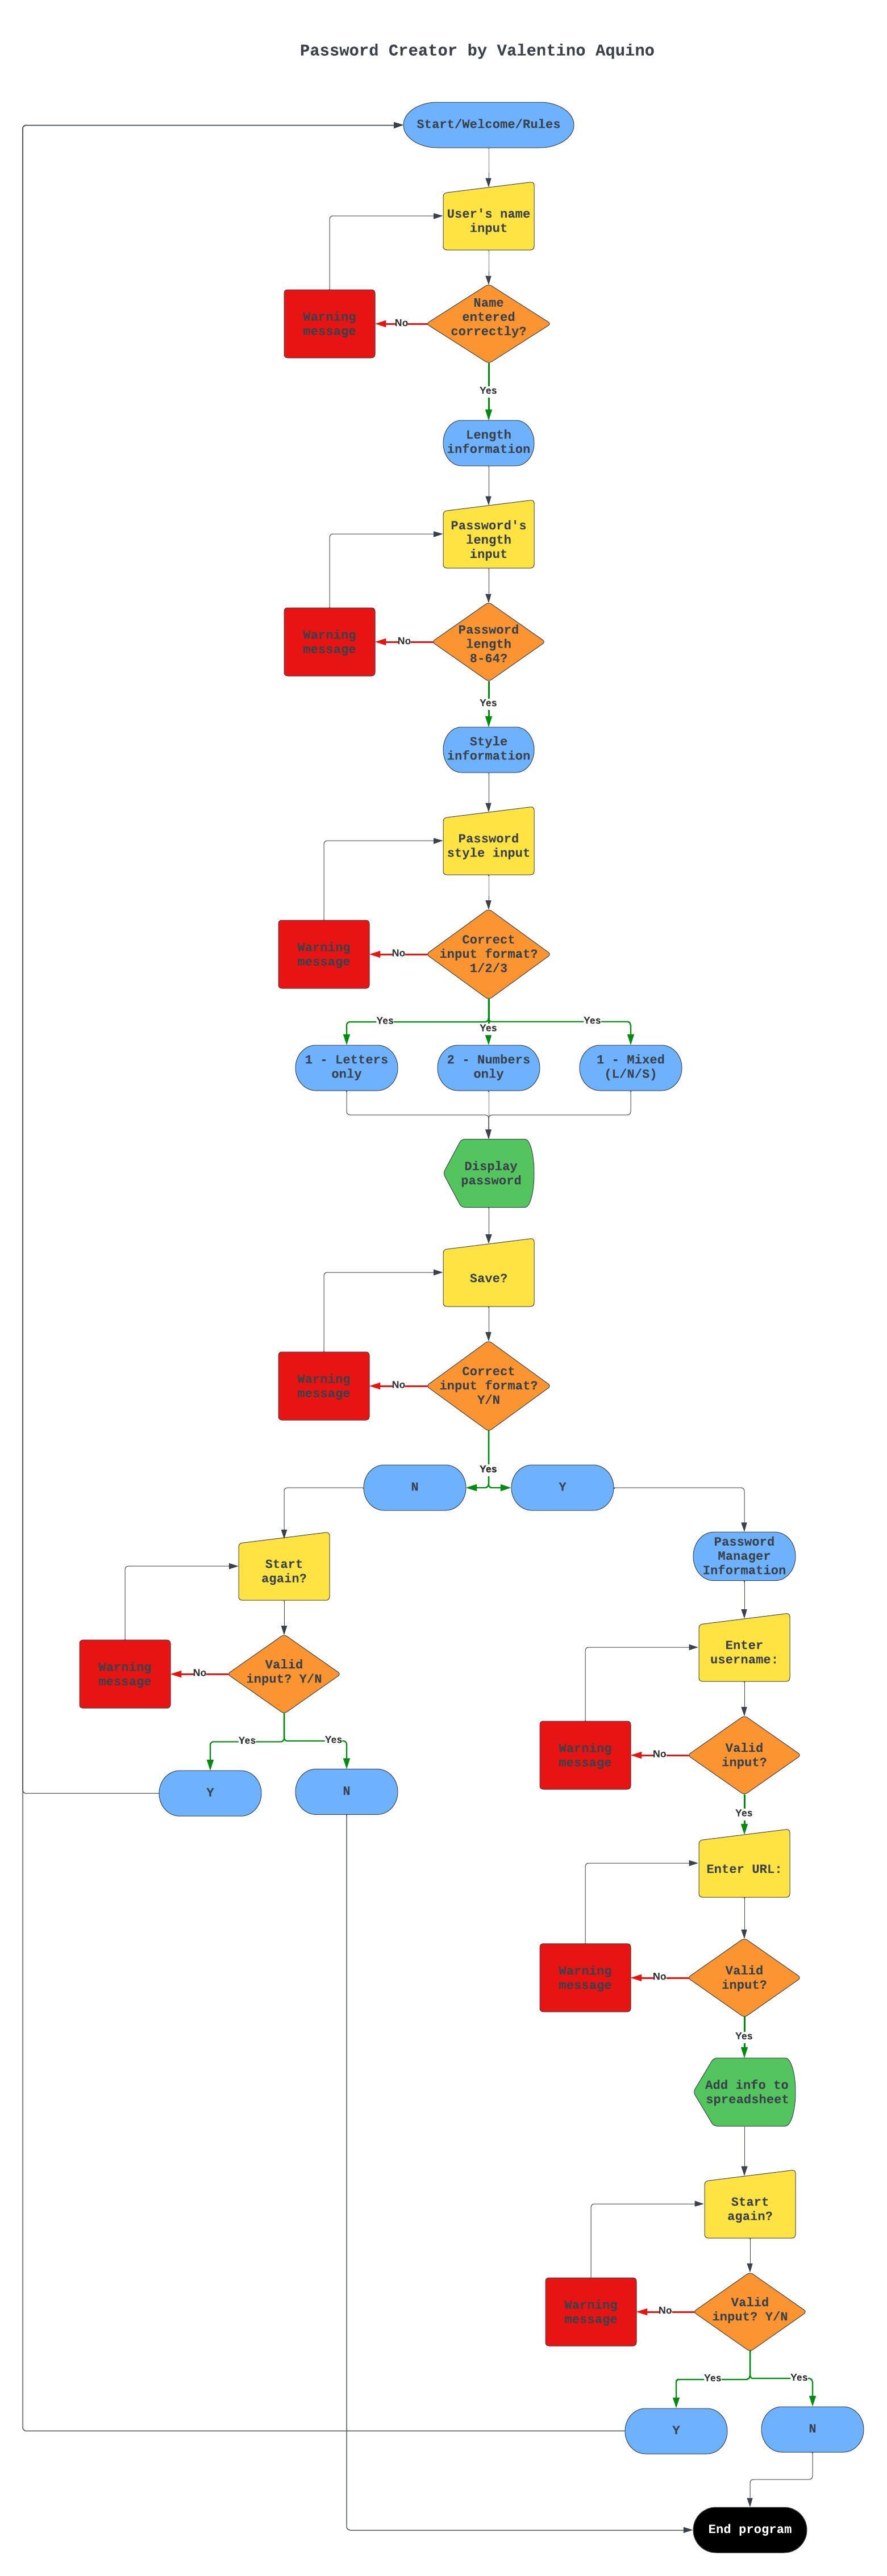 Password Creator by Valentino Aquino
Start/Welcome/Rules
User's name
input
Name
entered
correctly?
No
Warning
message
Yes
Length
information
Password's
length
input
Password
length
8-64?
No
Warning
message
Yes
Style
information
Password
style input
Correct
input format?
1/2/3
No
Warning
message
Yes
Yes
Yes
1 - Letters
only
2 - Numbers
only
1 - Mixed
(L/N/S)
Display
password
Save?
Correct
input format?
Y/N
No
Warning
message
Yes
N
Y
Start
again?
Valid
input? Y/N
No
Warning
message
Yes
Yes
Y
N
Password
Manager
Information
Enter
username:
Valid
input?
No
Warning
message
Yes
Enter URL:
Valid
input?
No
Warning
message
Yes
Add info to
spreadsheet
Start
again?
Valid
input? Y/N
No
Warning
message
Yes
Yes
Y
N
End program